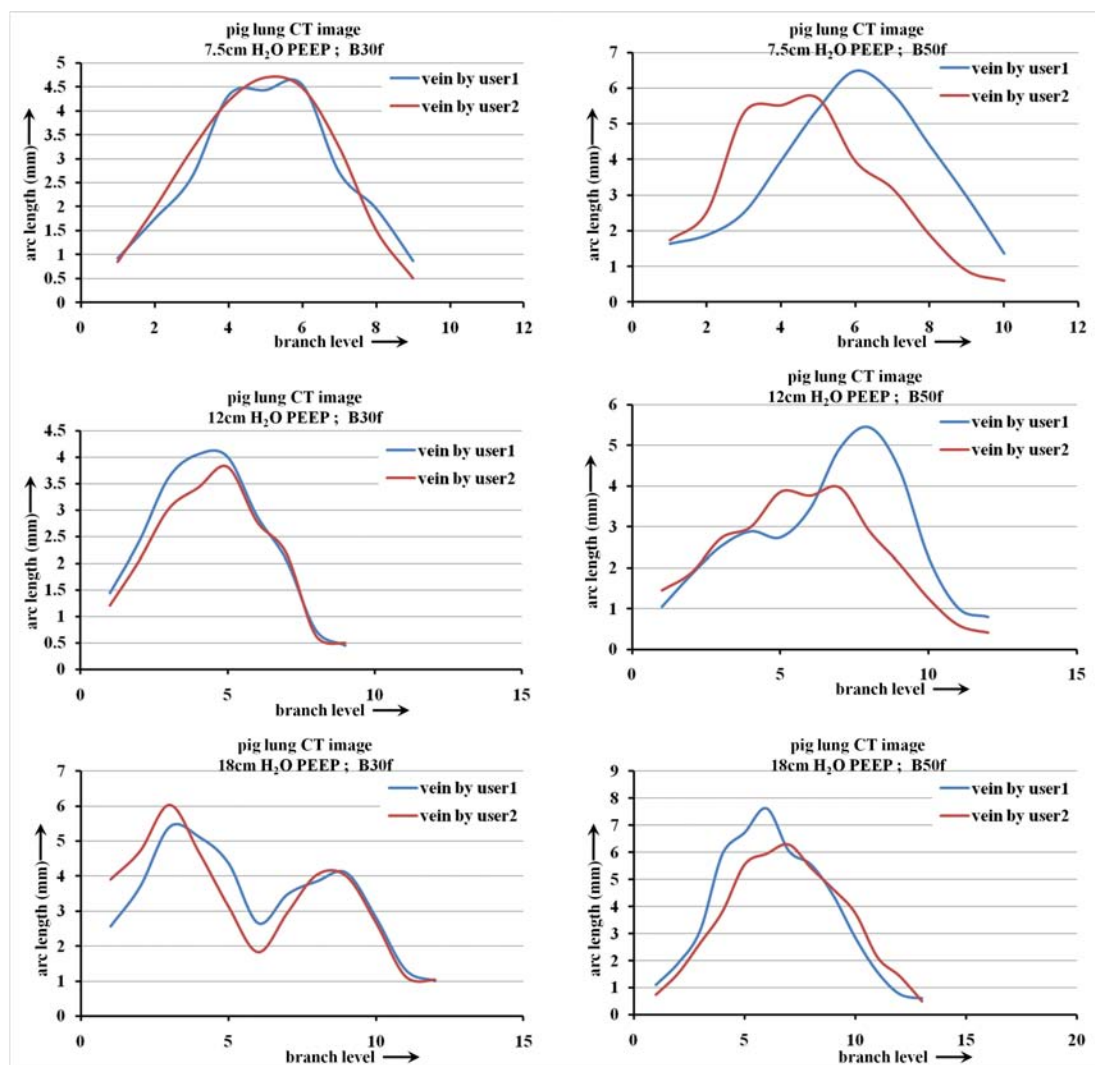 pig lung CT image
7.5cm H₂O PEEP ; B30f
5
4.5
4
3.5
3
2.5
2
1.5
1
0.5
0
arc length (mm)
vein by user1
vein by user2
0 2 4 6 8 10 12
branch level
pig lung CT image
7.5cm H₂O PEEP ; B50f
7
6
5
4
3
2
1
0
arc length (mm)
vein by user1
vein by user2
0 2 4 6 8 10 12
branch level
pig lung CT image
12cm H₂O PEEP ; B30f
4.5
4
3.5
3
2.5
2
1.5
1
0.5
0
arc length (mm)
vein by user1
vein by user2
0 5 10 15
branch level
pig lung CT image
12cm H₂O PEEP ; B50f
6
5
4
3
2
1
0
arc length (mm)
vein by user1
vein by user2
0 5 10 15
branch level
pig lung CT image
18cm H₂O PEEP ; B30f
7
6
5
4
3
2
1
0
arc length (mm)
vein by user1
vein by user2
0 5 10 15
branch level
pig lung CT image
18cm H₂O PEEP ; B50f
9
8
7
6
5
4
3
2
1
0
arc length (mm)
vein by user1
vein by user2
0 5 10 15 20
branch level